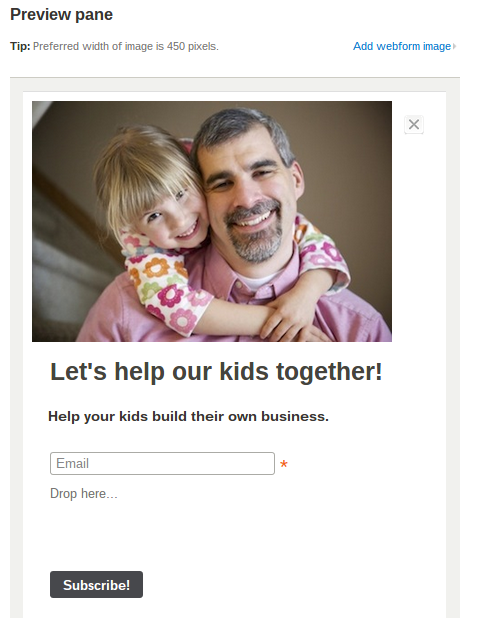 Preview pane
Tip: Preferred width of image is 450 pixels.
Add webform image
Let's help our kids together!
Help your kids build their own business.
Email *
Drop here...
Subscribe!